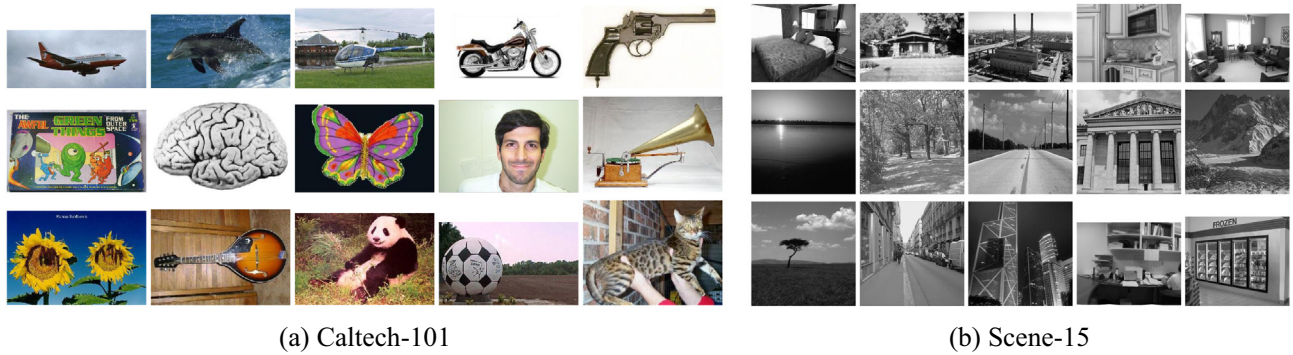 THE AWFUL GREEN THINGS FROM OUTER SPACE
FROZEN
(a) Caltech-101
(b) Scene-15